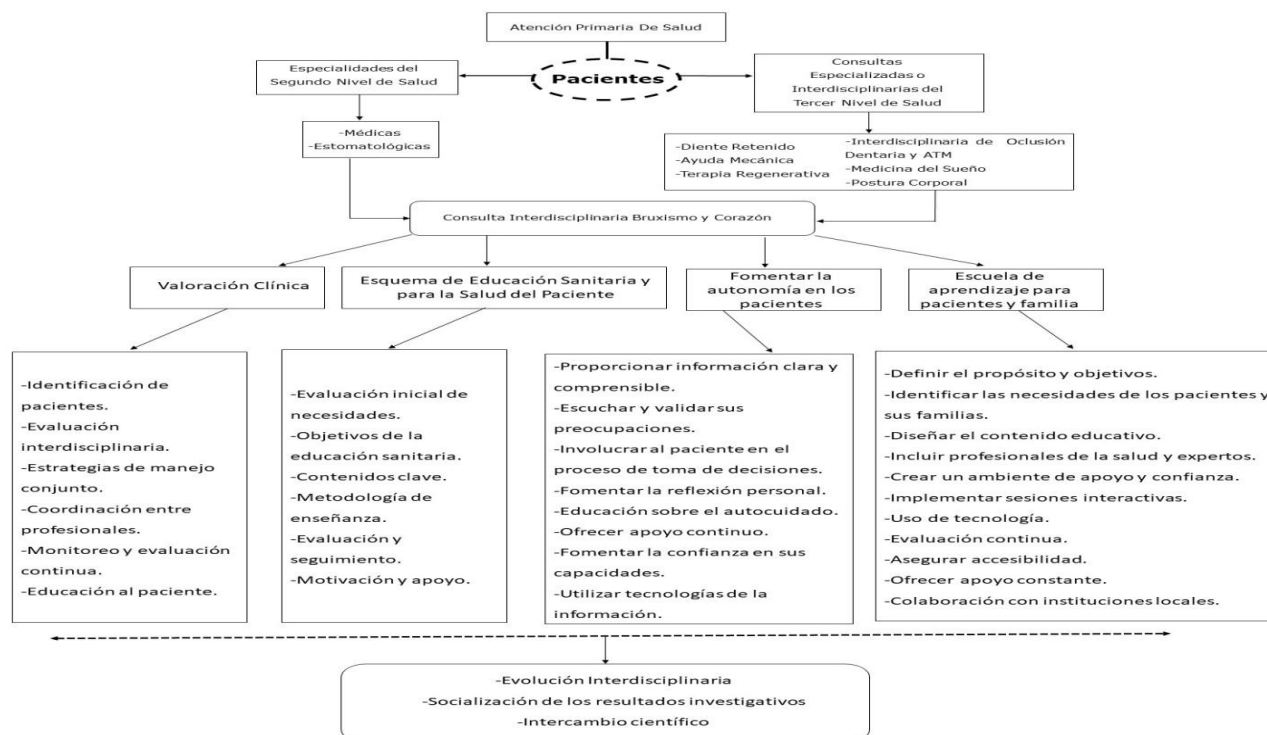 Atención Primaria De Salud
Especialidades del
Segundo Nivel de Salud
Pacientes
Consultas
Especializadas o
Interdisciplinarias del
Tercer Nivel de Salud
-Médicas
-Estomatológicas
-Diente Retenido
-Ayuda Mecánica
-Terapia Regenerativa
-Interdisciplinaria de Oclusión
Dentaria y ATM
-Medicina del Sueño
-Postura Corporal
Consulta Interdisciplinaria Bruxismo y Corazón
Valoración Clínica
Esquema de Educación Sanitaria y
para la Salud del Paciente
Fomentar la
autonomía en los
pacientes
Escuela de
aprendizaje para
pacientes y familia
-Identificación de
pacientes.
-Evaluación
interdisciplinaria.
-Estrategias de manejo
conjunto.
-Coordinación entre
profesionales.
-Monitoreo y evaluación
continua.
-Educación al paciente.
-Evaluación inicial de
necesidades.
-Objetivos de la
educación sanitaria.
-Contenidos clave.
-Metodología de
enseñanza.
-Evaluación y
seguimiento.
-Motivación y apoyo.
-Proporcionar información clara y
comprensible.
-Escuchar y validar sus
preocupaciones.
-Involucrar al paciente en el
proceso de toma de decisiones.
-Fomentar la reflexión personal.
-Educación sobre el autocuidado.
-Ofrecer apoyo continuo.
-Fomentar la confianza en sus
capacidades.
-Utilizar tecnologías de la
información.
-Definir el propósito y objetivos.
-Identificar las necesidades de los pacientes y
sus familias.
-Diseñar el contenido educativo.
-Incluir profesionales de la salud y expertos.
-Crear un ambiente de apoyo y confianza.
-Implementar sesiones interactivas.
-Uso de tecnología.
-Evaluación continua.
-Asegurar accesibilidad.
-Ofrecer apoyo constante.
-Colaboración con instituciones locales.
-Evolución Interdisciplinaria
-Socialización de los resultados investigativos
-Intercambio científico